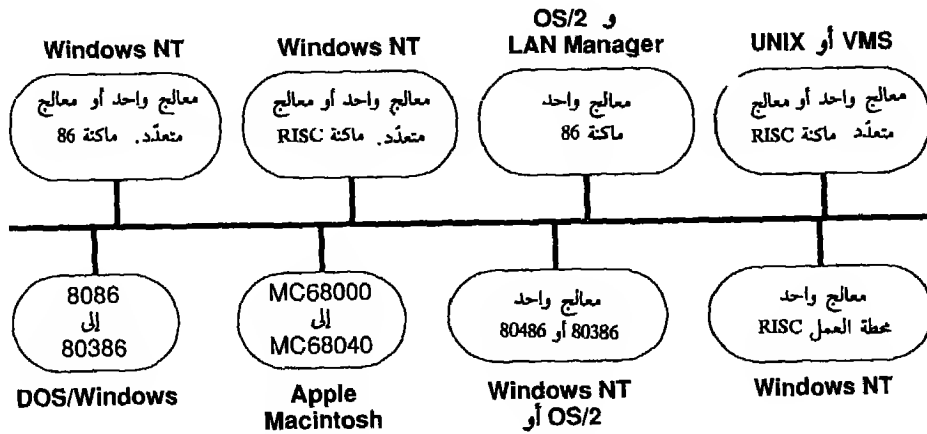 Windows NT
معالج واحد أو معالج
متعدّد. ماكنة 86
Windows NT
معالج واحد أو معالج
متعدّد. ماكنة RISC
OS/2 و
LAN Manager
معالج واحد
ماكنة 86
UNIX أو VMS
معالج واحد أو معالج
متعدّد ماكنة RISC
8086
إلى
80386
DOS/Windows
MC68000
إلى
MC68040
Apple
Macintosh
معالج واحد
80386 أو 80486
Windows NT
أو OS/2
معالج واحد
محطة العمل RISC
Windows NT